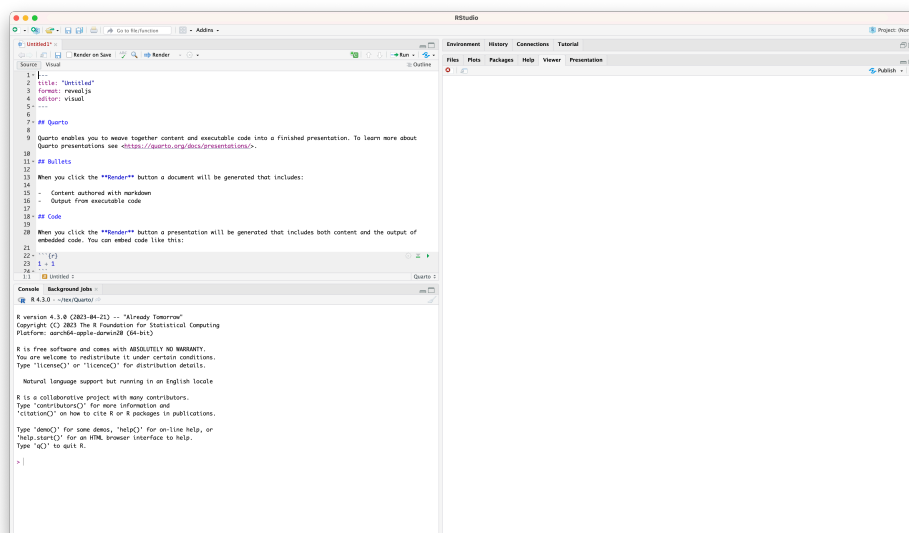 RStudio
Go to file/function
Addins
Project: (Non
Untitled1*
Render on Save
Render
Run
Source Visual
Outline
1 ---
2 title: "Untitled"
3 format: revealjs
4 editor: visual
5 ---
6
7 ## Quarto
8
9 Quarto enables you to weave together content and executable code into a finished presentation. To learn more about
Quarto presentations see <https://quarto.org/docs/presentations/>.
10
11 ## Bullets
12
13 When you click the **Render** button a document will be generated that includes:
14
15 - Content authored with markdown
16 - Output from executable code
17
18 ## Code
19
20 When you click the **Render** button a presentation will be generated that includes both content and the output of
embedded code. You can embed code like this:
21
22 ```{r}
23 1 + 1
24 ```
1:1 Untitled
Quarto
Console Background Jobs
R 4.3.0 · ~/tex/Quarto/
R version 4.3.0 (2023-04-21) -- "Already Tomorrow"
Copyright (C) 2023 The R Foundation for Statistical Computing
Platform: aarch64-apple-darwin20 (64-bit)
R is free software and comes with ABSOLUTELY NO WARRANTY.
You are welcome to redistribute it under certain conditions.
Type 'license()' or 'licence()' for distribution details.
Natural language support but running in an English locale
R is a collaborative project with many contributors.
Type 'contributors()' for more information and
'citation()' on how to cite R or R packages in publications.
Type 'demo()' for some demos, 'help()' for on-line help, or
'help.start()' for an HTML browser interface to help.
Type 'q()' to quit R.
>
Environment History Connections Tutorial
Files Plots Packages Help Viewer Presentation
Publish